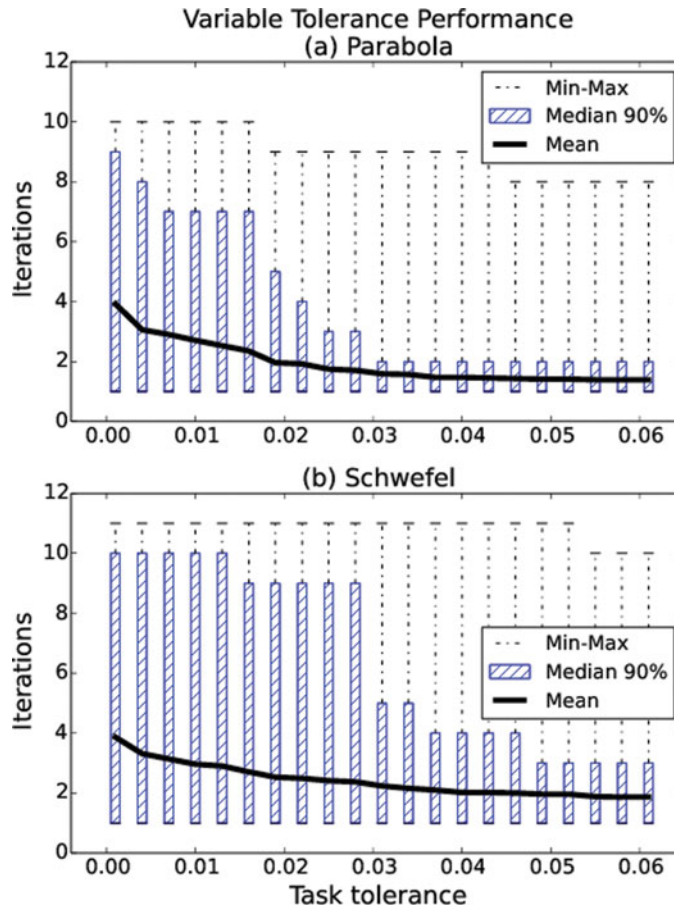 Variable Tolerance Performance
(a) Parabola
12
10
8
6
4
2
0
Iterations
Min-Max
Median 90%
Mean
0.00 0.01 0.02 0.03 0.04 0.05 0.06
(b) Schwefel
12
10
8
6
4
2
0
Iterations
Min-Max
Median 90%
Mean
0.00 0.01 0.02 0.03 0.04 0.05 0.06
Task tolerance